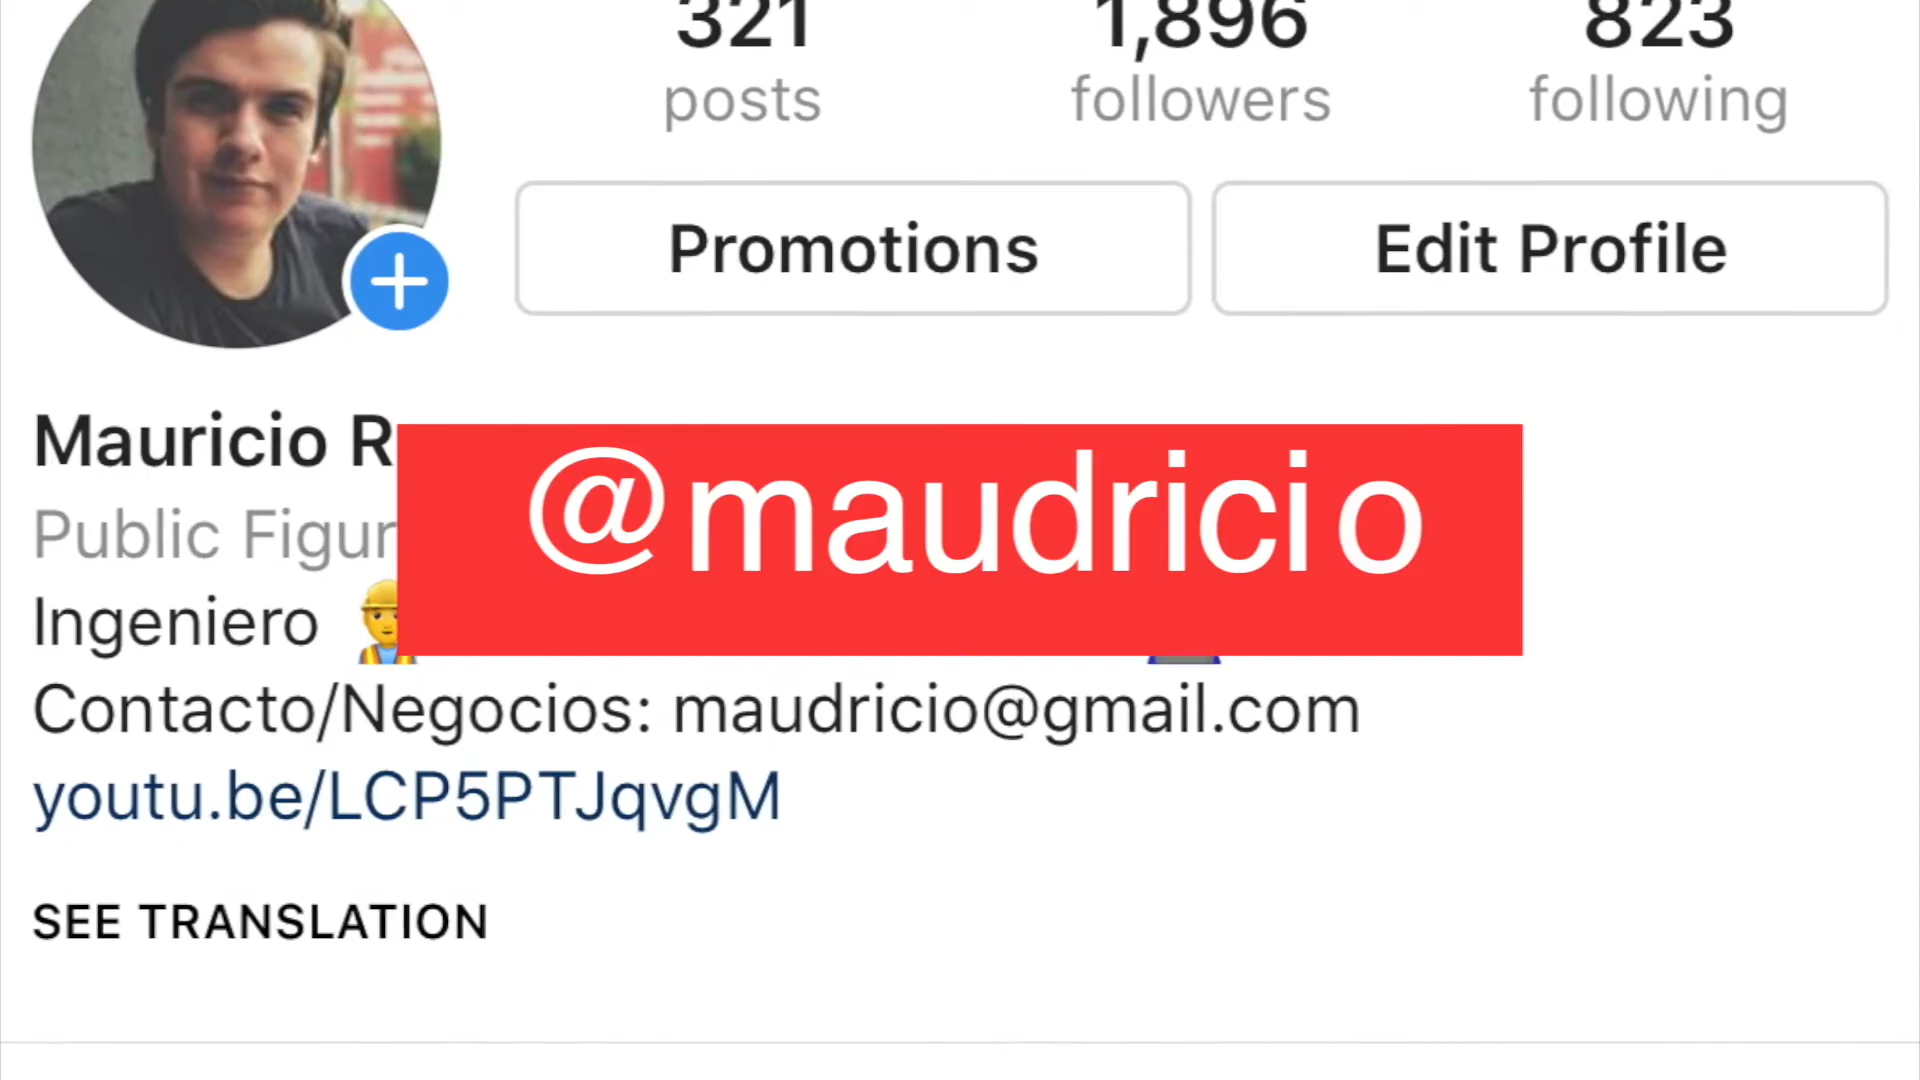 321 1,896 823
posts followers following
Promotions Edit Profile
Mauricio R
@maudricio
Public Figur
Ingeniero
Contacto/Negocios: maudricio@gmail.com
youtu.be/LCP5PTJqvgM
SEE TRANSLATION